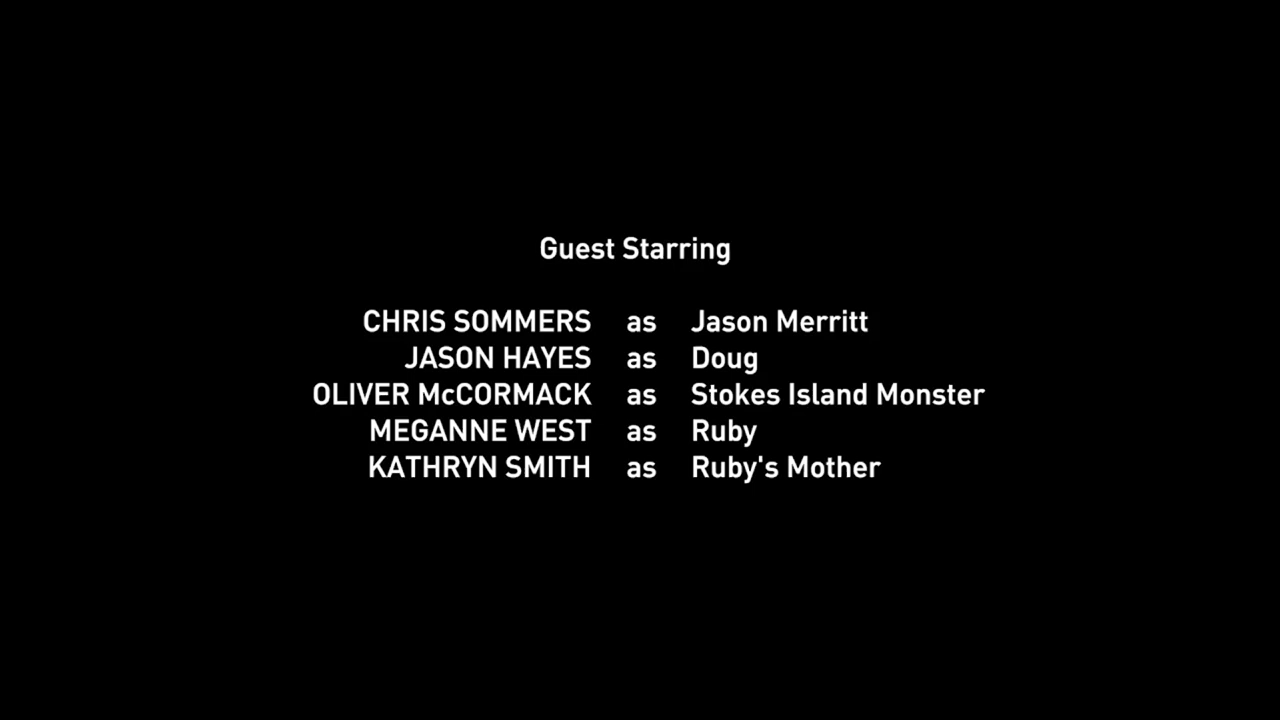 Guest Starring
CHRIS SOMMERS as Jason Merritt
JASON HAYES as Doug
OLIVER McCORMACK as Stokes Island Monster
MEGANNE WEST as Ruby
KATHRYN SMITH as Ruby's Mother